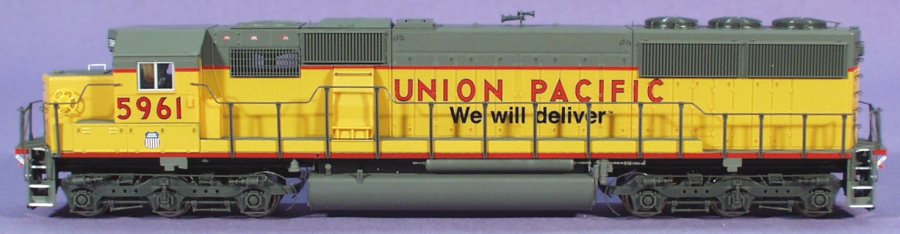 UNION PACIFIC
5961
We will deliver